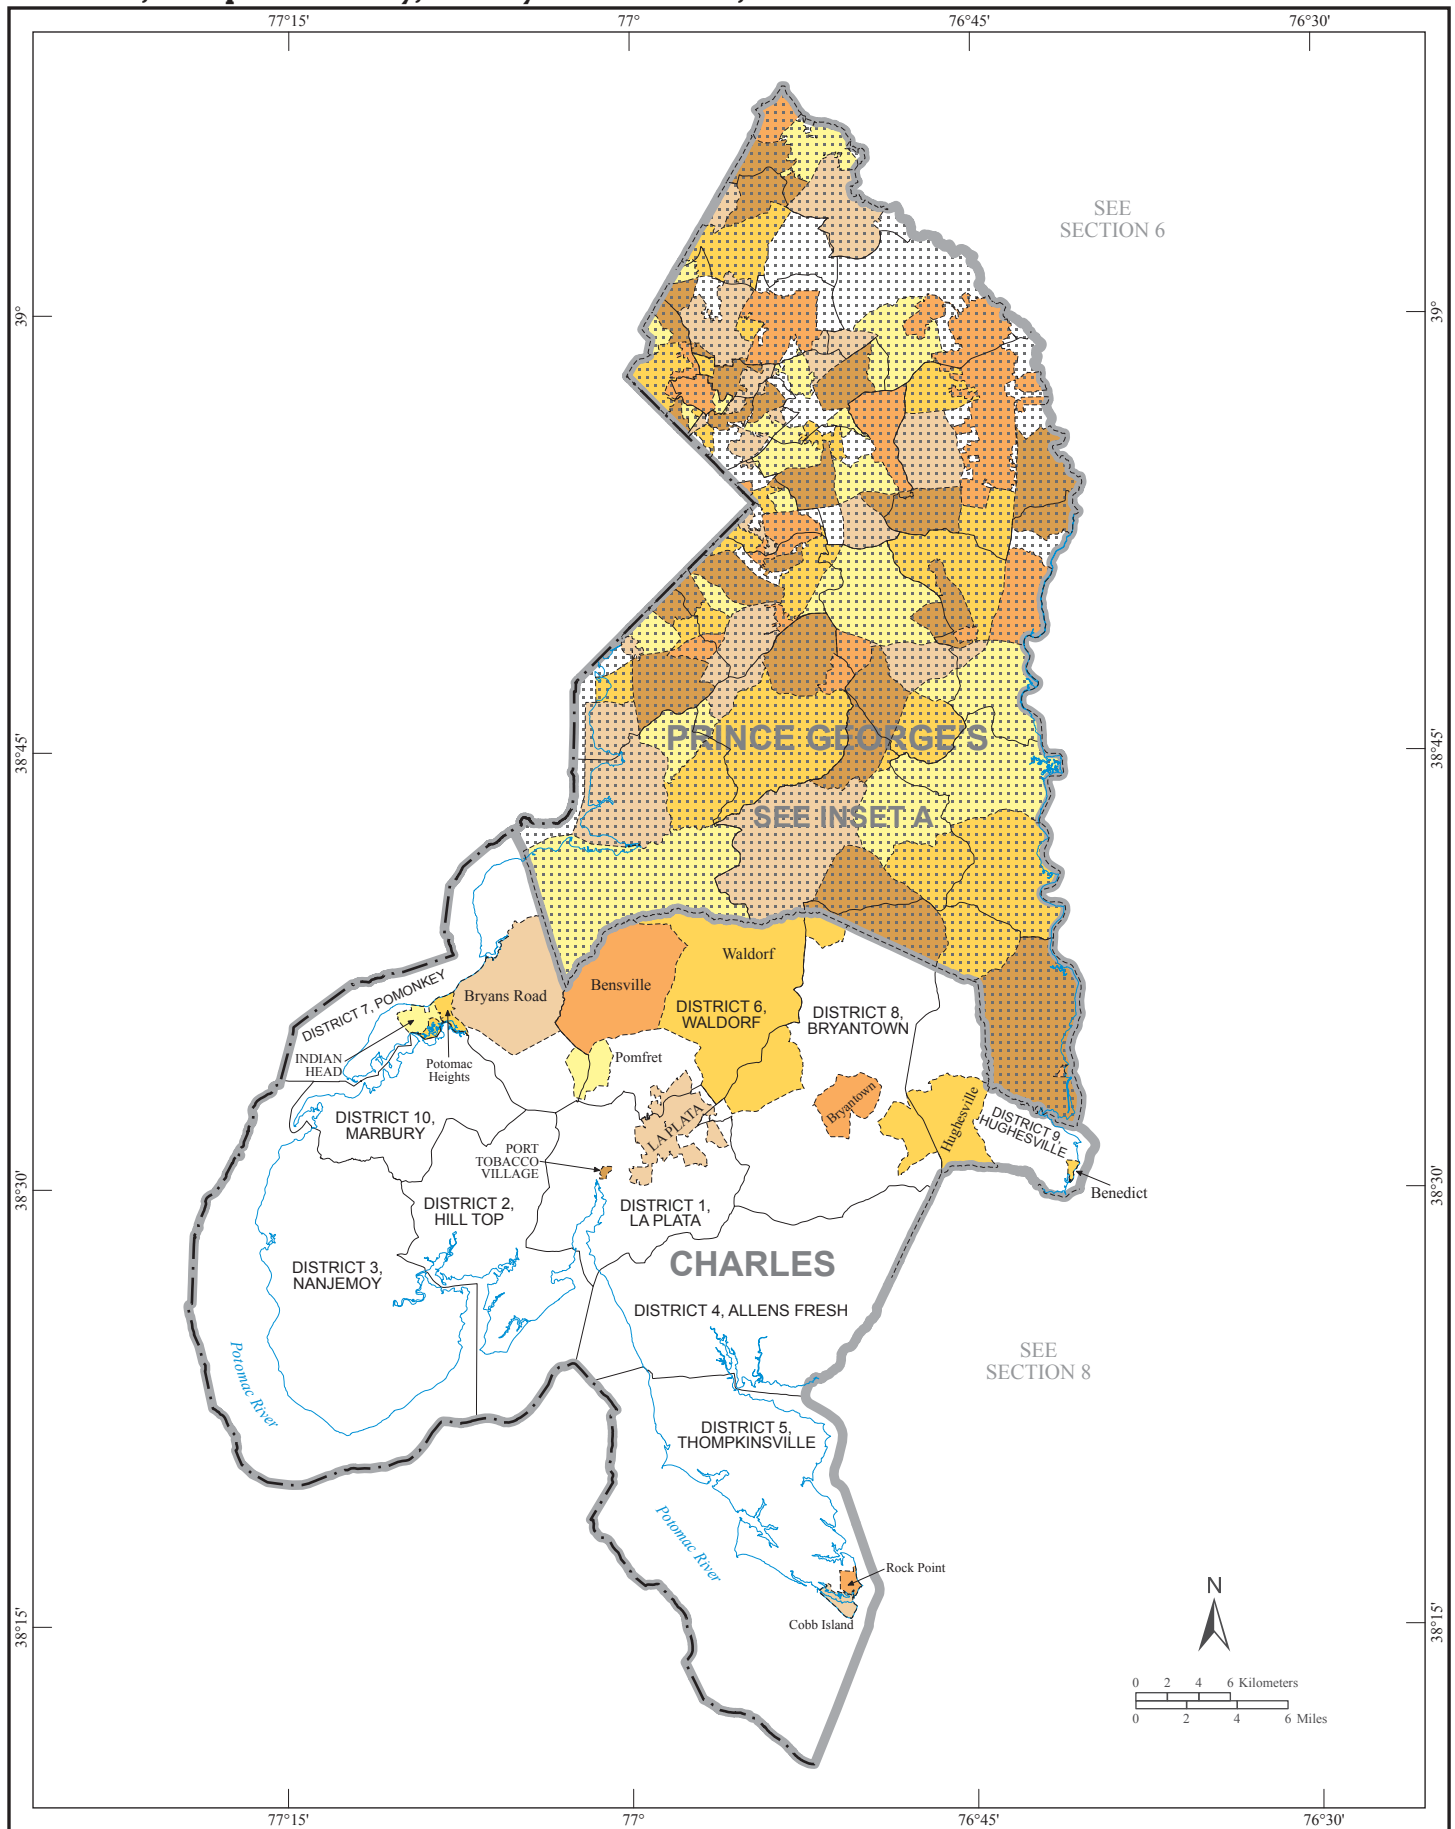 77°15'
77°
76°45'
76°30'
SEE
SECTION 6
39°
39°
PRINCE GEORGE'S
38°45'
38°45'
SEE INSET A
Waldorf
DISTRICT 7, POMONKEY
Bryans Road
Bensville
DISTRICT 6,
WALDORF
DISTRICT 8,
BRYANTOWN
INDIAN
HEAD
Potomac
Heights
Pomfret
Bryantown
Hughesville
DISTRICT 9,
HUGHESVILLE
DISTRICT 10,
MARBURY
LA PLATA
PORT
TOBACCO
VILLAGE
38°30'
38°30'
Benedict
DISTRICT 2,
HILL TOP
DISTRICT 1,
LA PLATA
CHARLES
DISTRICT 3,
NANJEMOY
DISTRICT 4, ALLENS FRESH
Potomac River
SEE
SECTION 8
DISTRICT 5,
THOMPKINSVILLE
Potomac River
Rock Point
Cobb Island
38°15'
38°15'
N
0 2 4 6 Kilometers
0 2 4 6 Miles
77°15'
77°
76°45'
76°30'